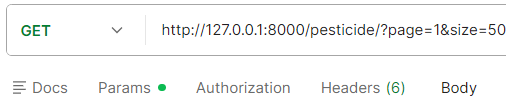 GET http://127.0.0.1:8000/pesticide/?page=1&size=50
Docs Params Authorization Headers (6) Body